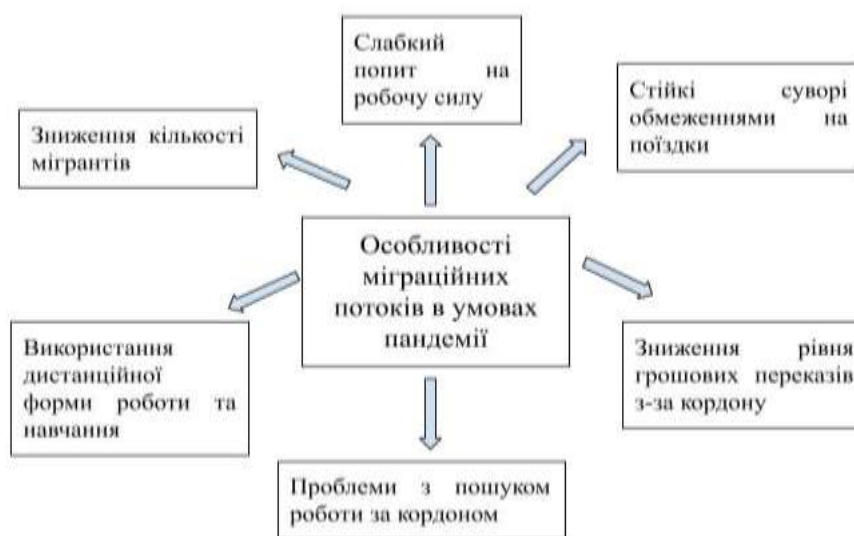 Слабкий
попит на
робочу силу
Стійкі суворі
обмеженнями на
поїздки
Зниження кількості
мігрантів
Особливості
міграційних
потоків в умовах
пандемії
Використання
дистанційної
форми роботи та
навчання
Зниження рівня
грошових переказів
з-за кордону
Проблеми з пошуком
роботи за кордоном